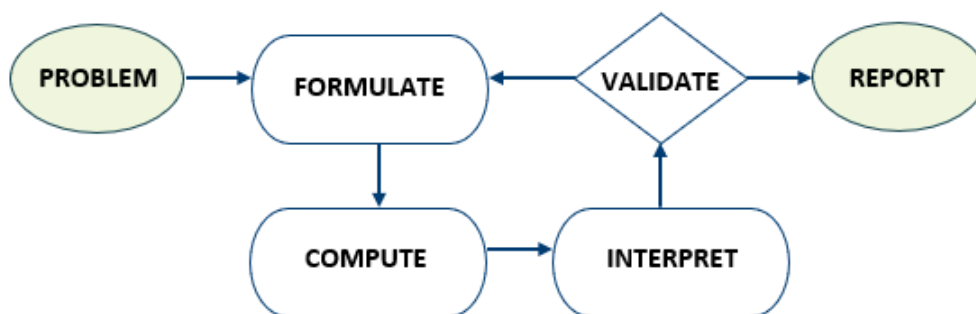 PROBLEM
FORMULATE
VALIDATE
REPORT
COMPUTE
INTERPRET